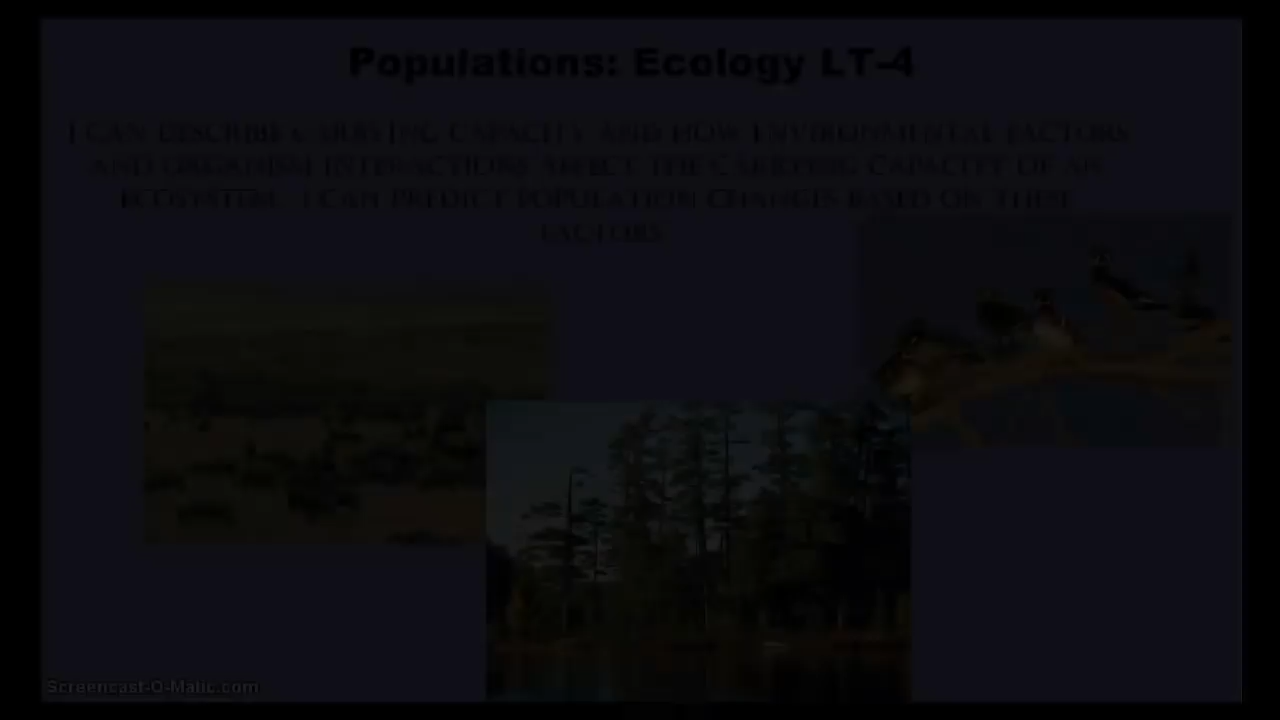 Populations: Ecology LT-4
I CAN DESCRIBE CARRYING CAPACITY AND HOW ENVIRONMENTAL FACTORS
AND ORGANISM INTERACTIONS AFFECT THE CARRYING CAPACITY OF AN
ECOSYSTEM. I CAN PREDICT POPULATION CHANGES BASED ON THESE
FACTORS
Screencast-O-Matic.com